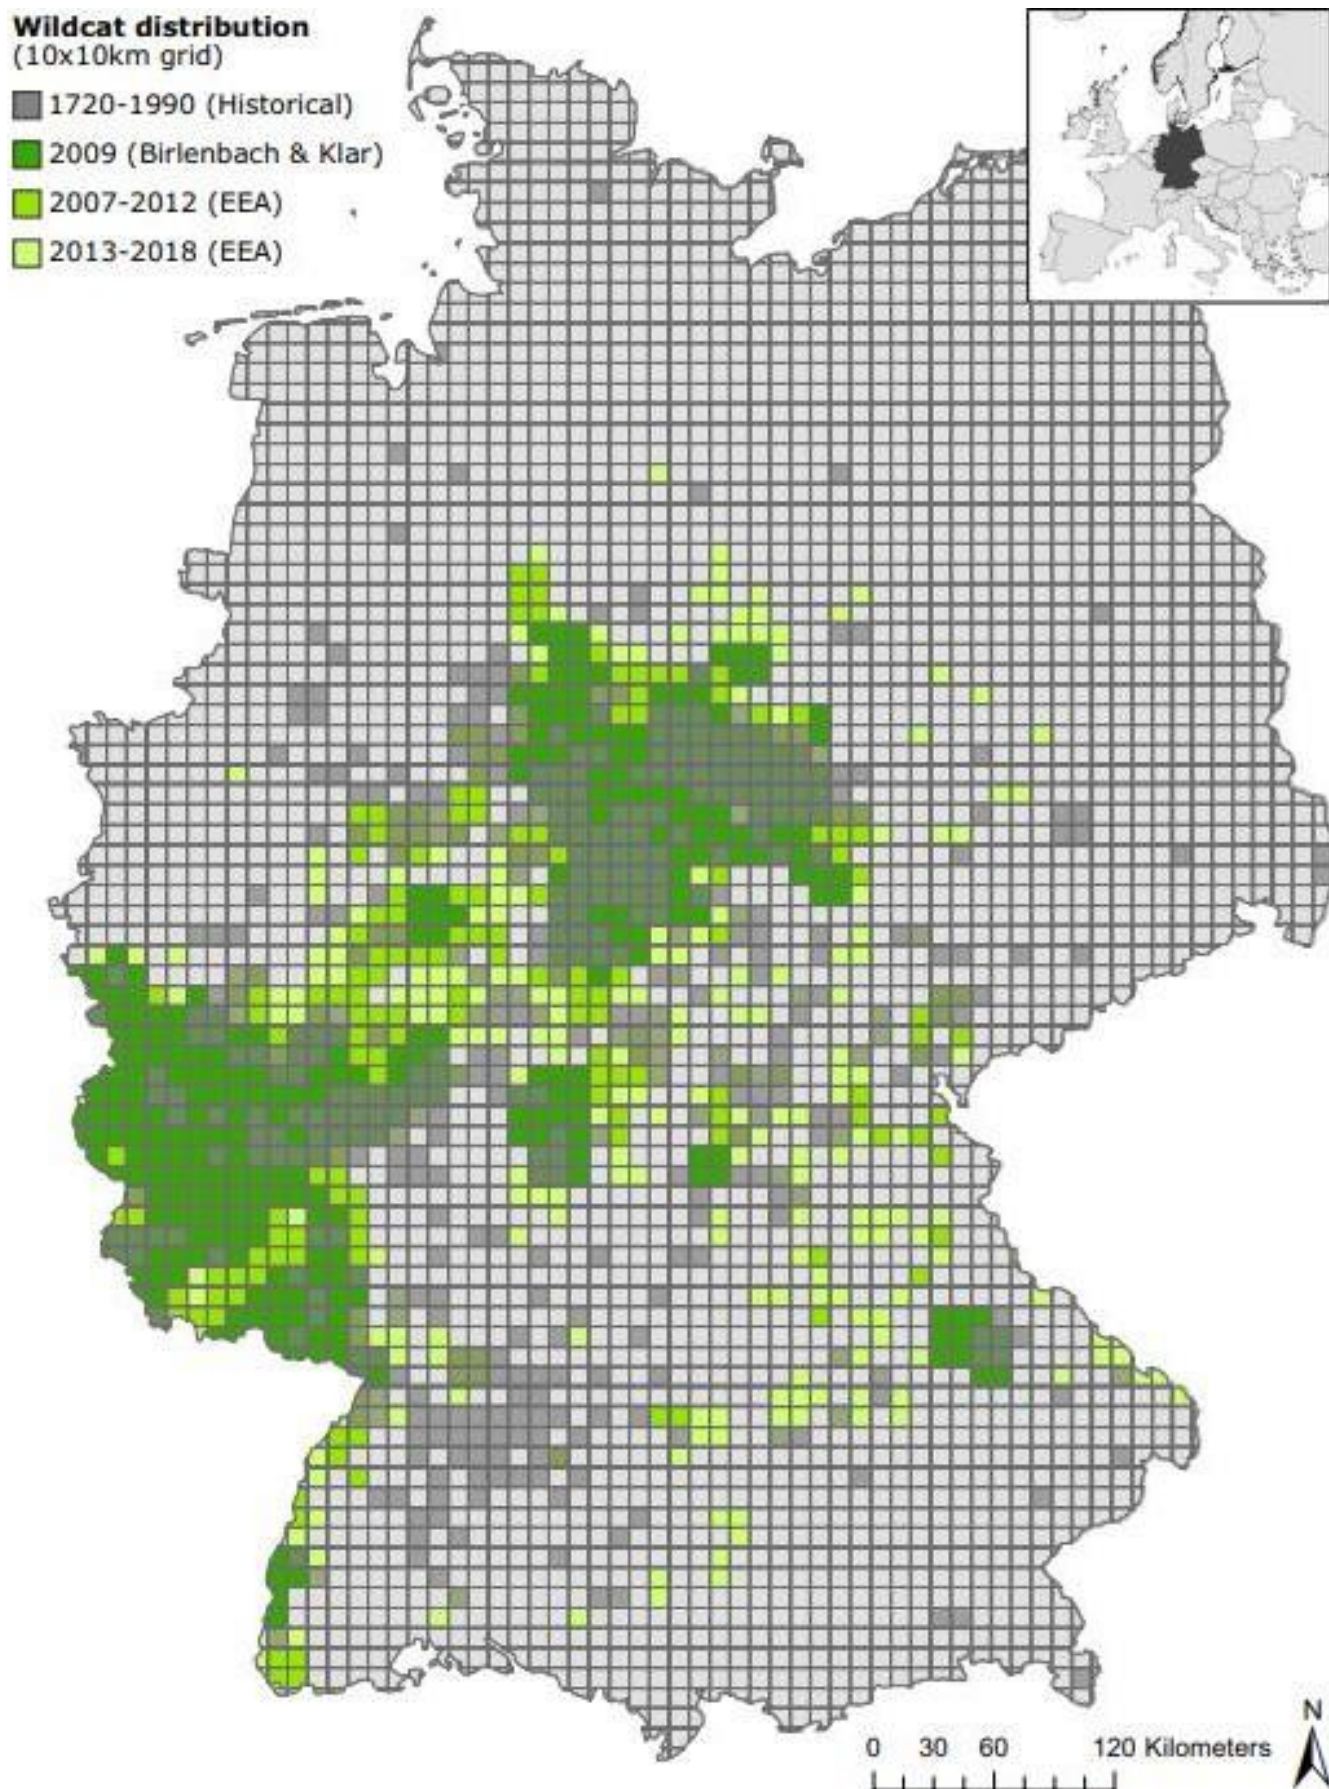 Wildcat distribution
(10x10km grid)
1720-1990 (Historical)
2009 (Birlenbach & Klar)
2007-2012 (EEA)
2013-2018 (EEA)
N
0 30 60 120 Kilometers